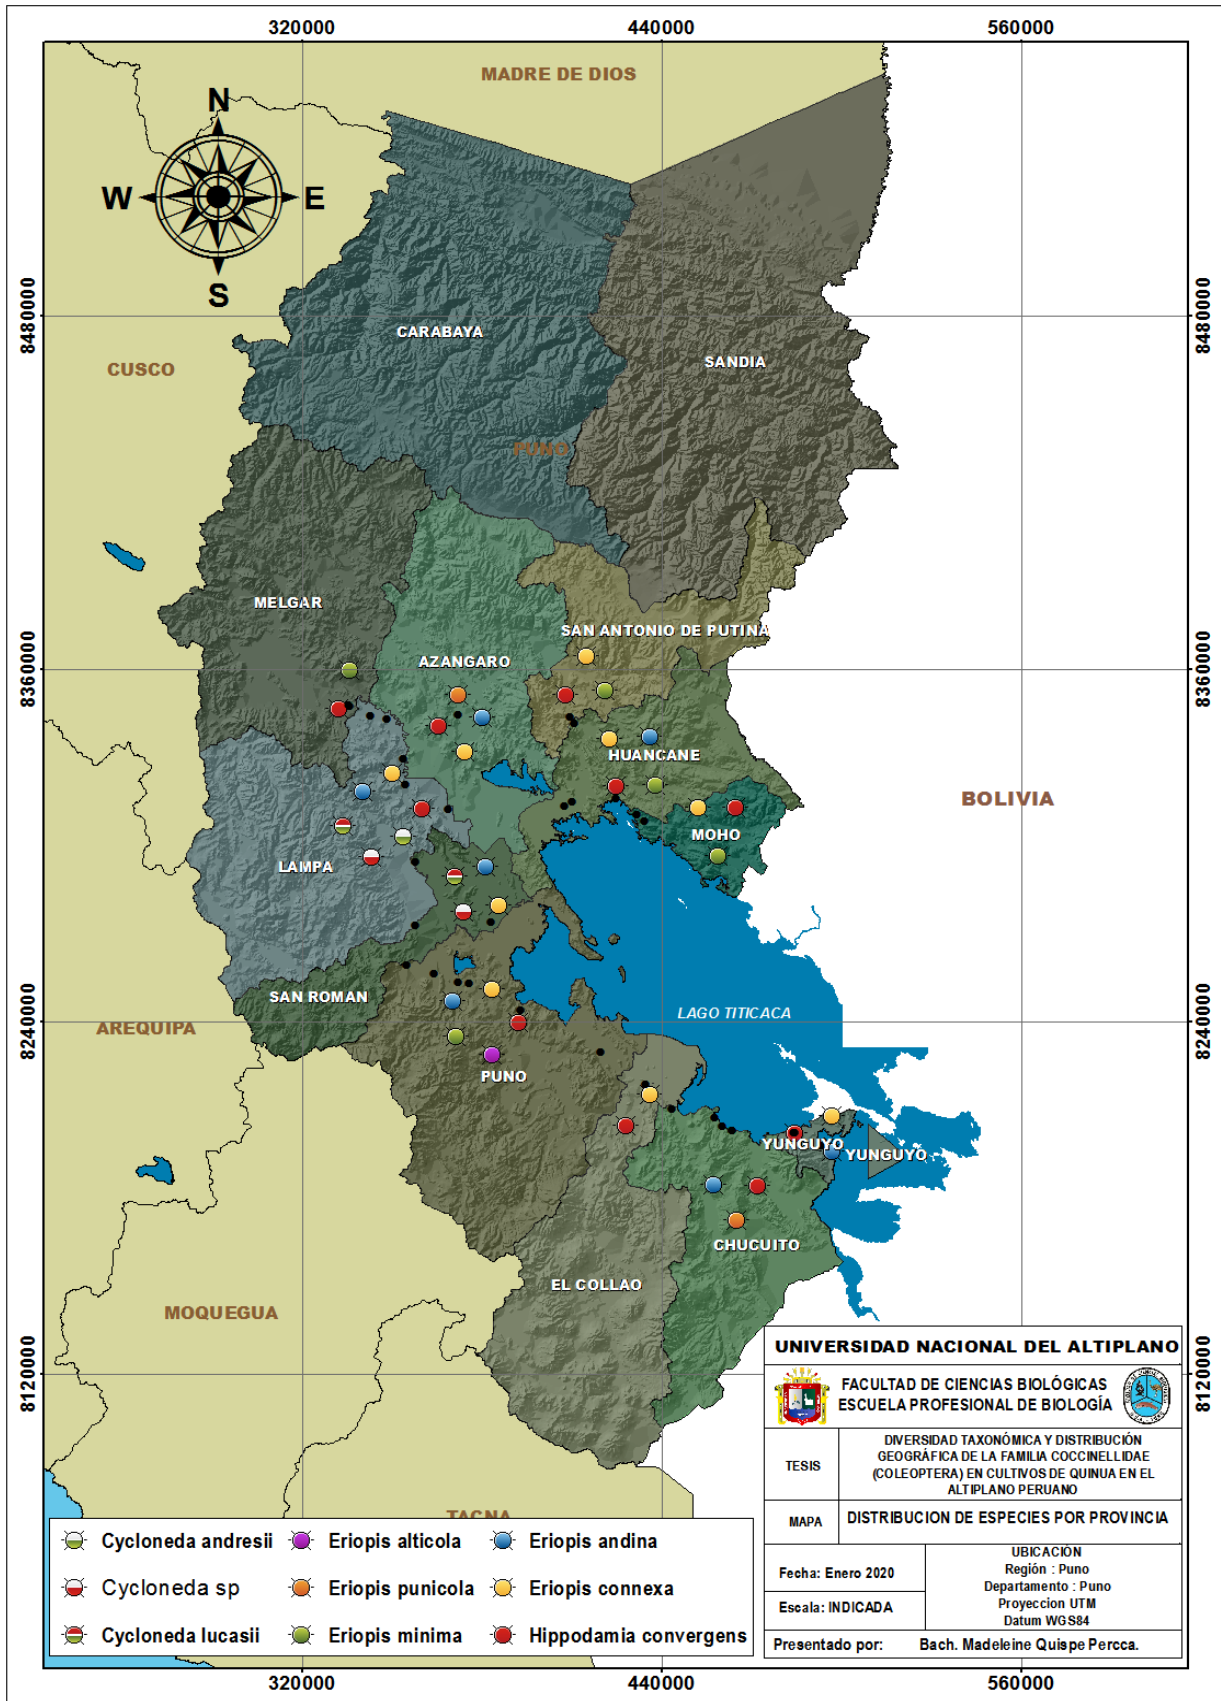 320000
440000
560000
MADRE DE DIOS
N
W
E
S
8480000
8480000
CARABAYA
SANDIA
CUSCO
PUNO
MELGAR
SAN ANTONIO DE PUTINA
AZANGARO
8360000
8360000
HUANCANE
BOLIVIA
MOHO
LAMPA
SAN ROMAN
LAGO TITICACA
AREQUIPA
8240000
8240000
PUNO
YUNGUYO
YUNGUYO
CHUCUITO
EL COLLAO
MOQUEGUA
8120000
8120000
TACNA
Cycloneda andresii
Eriopis alticola
Eriopis andina
Cycloneda sp
Eriopis punicola
Eriopis connexa
Cycloneda lucasii
Eriopis minima
Hippodamia convergens
UNIVERSIDAD NACIONAL DEL ALTIPLANO
FACULTAD DE CIENCIAS BIOLÓGICAS
ESCUELA PROFESIONAL DE BIOLOGÍA
TESIS
DIVERSIDAD TAXONÓMICA Y DISTRIBUCIÓN
GEOGRÁFICA DE LA FAMILIA COCCINELLIDAE
(COLEOPTERA) EN CULTIVOS DE QUINUA EN EL
ALTIPLANO PERUANO
MAPA
DISTRIBUCION DE ESPECIES POR PROVINCIA
Fecha: Enero 2020
Escala: INDICADA
UBICACIÓN
Región : Puno
Departamento : Puno
Proyeccion UTM
Datum WGS84
Presentado por: Bach. Madeleine Quispe Percca.
320000
440000
560000